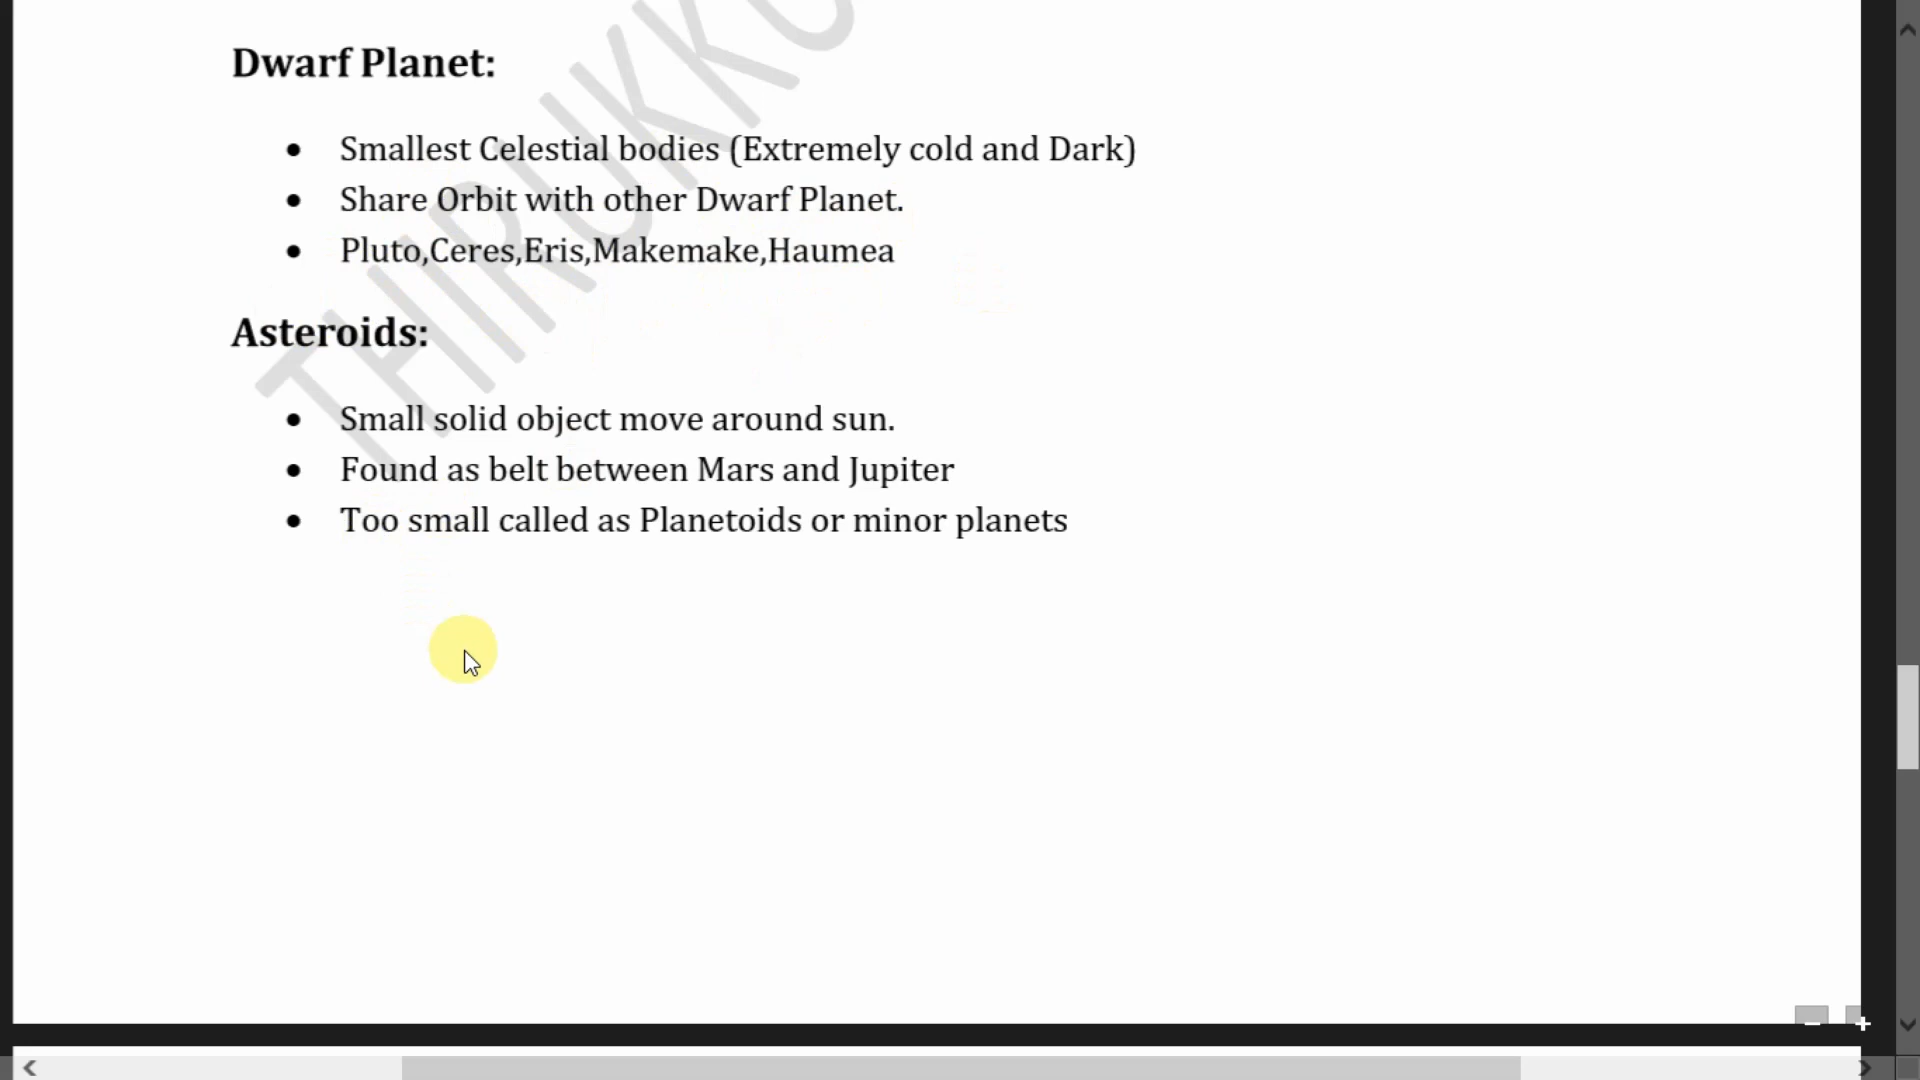 Dwarf Planet:
• Smallest Celestial bodies (Extremely cold and Dark)
• Share Orbit with other Dwarf Planet.
• Pluto,Ceres,Eris,Makemake,Haumea
Asteroids:
• Small solid object move around sun.
• Found as belt between Mars and Jupiter
• Too small called as Planetoids or minor planets
THIRUKK